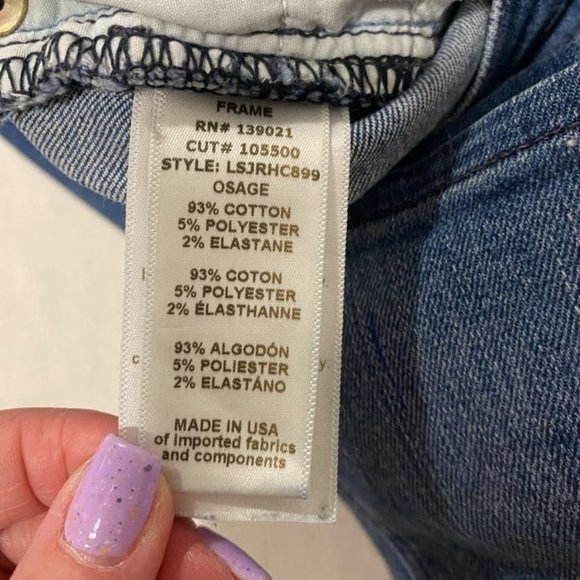 FRAME
RN# 139021
CUT# 105500
STYLE: LSJRHC899
OSAGE
93% COTTON
5% POLYESTER
2% ELASTANE
93% COTON
5% POLYESTER
2% ÉLASTHANNE
93% ALGODÓN
5% POLIESTER
2% ELASTÁNO
MADE IN USA
of imported fabrics
and components